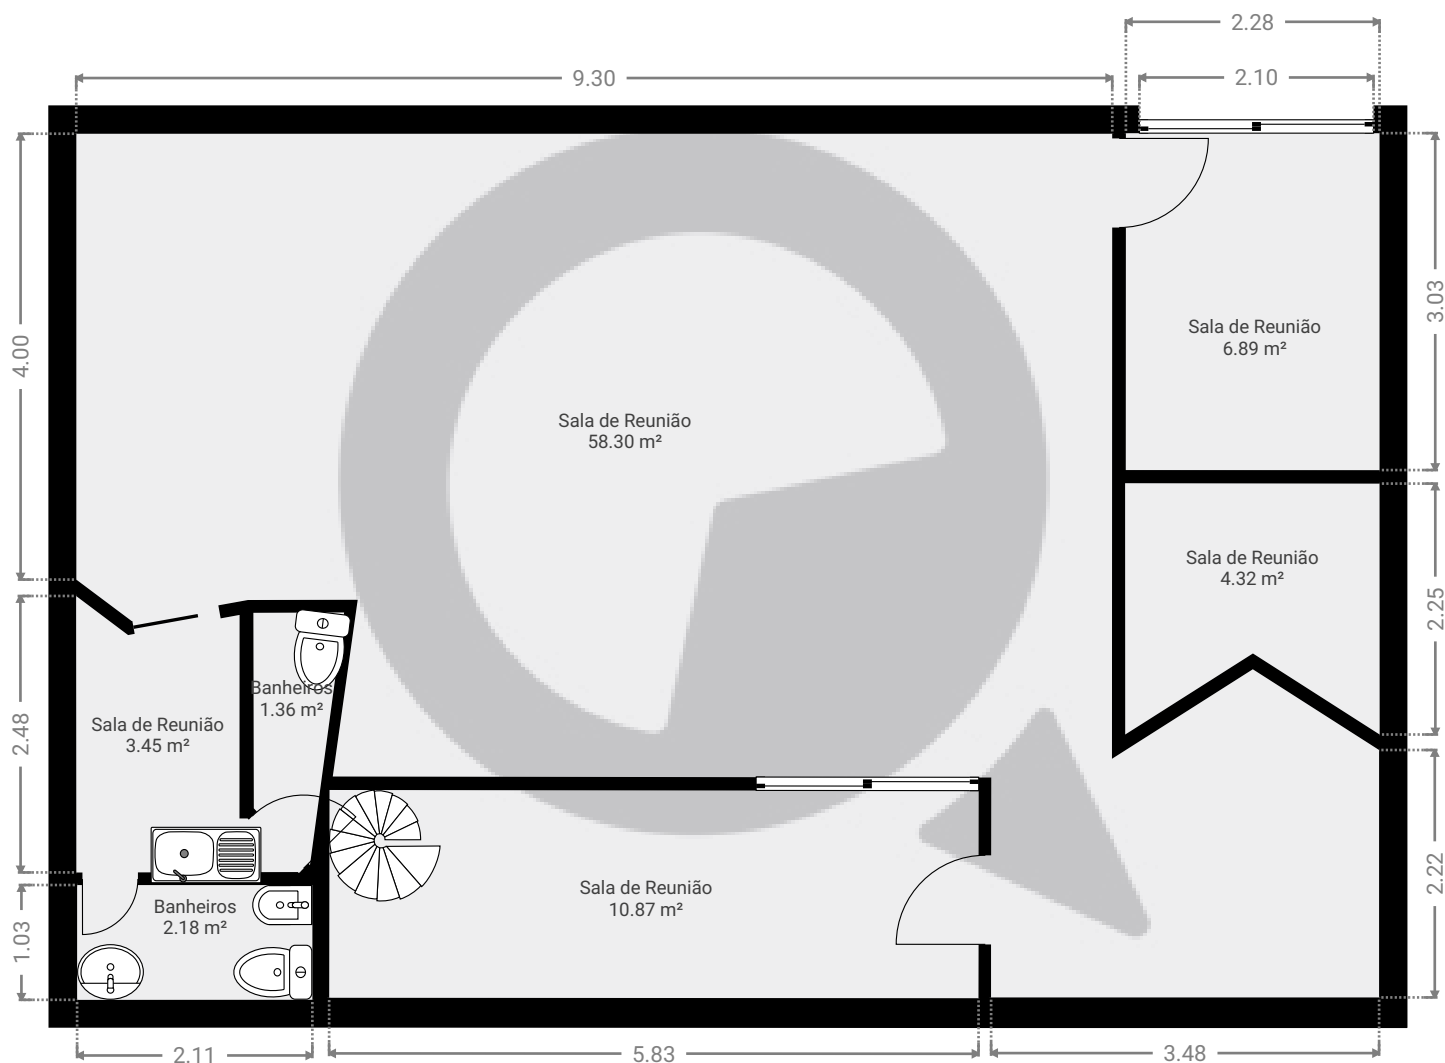 2.28
9.30
2.10
4.00
3.03
Sala de Reunião
6.89 m²
Sala de Reunião
58.30 m²
Sala de Reunião
4.32 m²
2.25
Banheiros
1.36 m²
Sala de Reunião
3.45 m²
2.48
Sala de Reunião
10.87 m²
2.22
Banheiros
2.18 m²
1.03
2.11
5.83
3.48